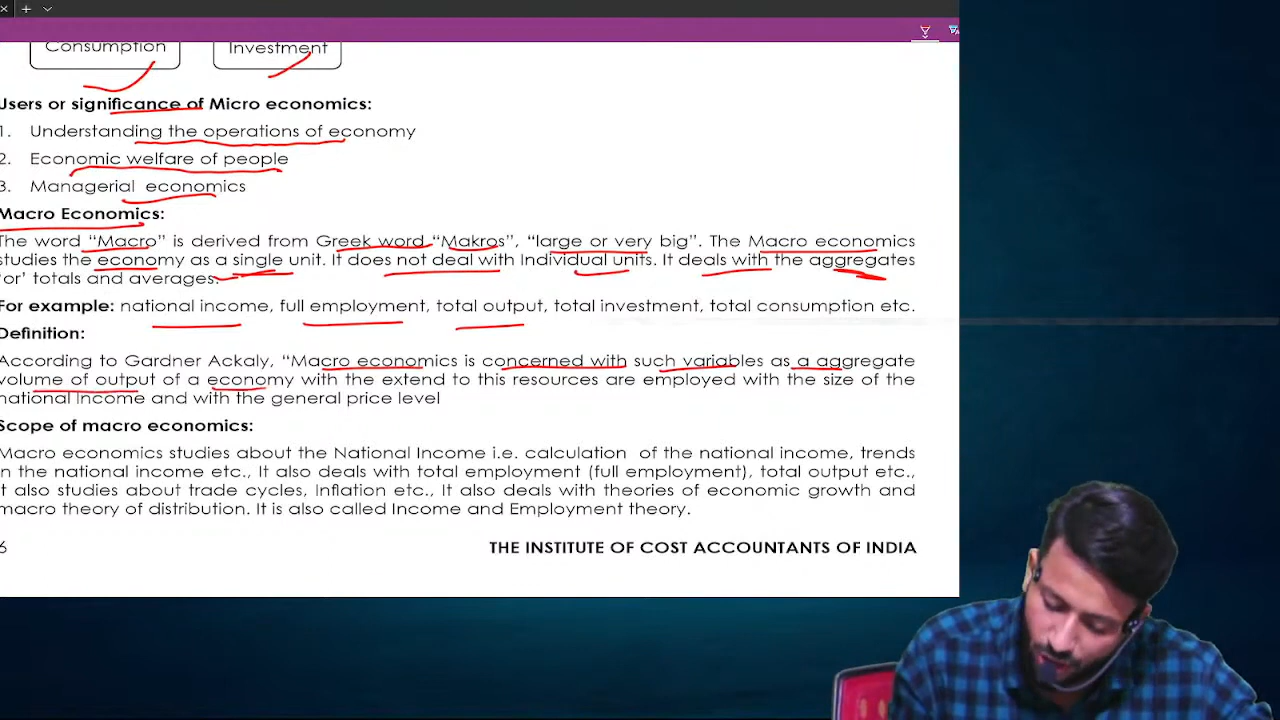 Consumption
Investment
Users or significance of Micro economics:
1. Understanding the operations of economy
2. Economic welfare of people
3. Managerial economics
Macro Economics:
The word “Macro” is derived from Greek word “Makros”, “large or very big”. The Macro economics
studies the economy as a single unit. It does not deal with Individual units. It deals with the aggregates
‘or’ totals and averages.
For example: national income, full employment, total output, total investment, total consumption etc.
Definition:
According to Gardner Ackaly, “Macro economics is concerned with such variables as a aggregate
volume of output of a economy with the extend to this resources are employed with the size of the
national Income and with the general price level
Scope of macro economics:
Macro economics studies about the National Income i.e. calculation of the national income, trends
in the national income etc., It also deals with total employment (full employment), total output etc.,
It also studies about trade cycles, Inflation etc., It also deals with theories of economic growth and
macro theory of distribution. It is also called Income and Employment theory.
6
THE INSTITUTE OF COST ACCOUNTANTS OF INDIA